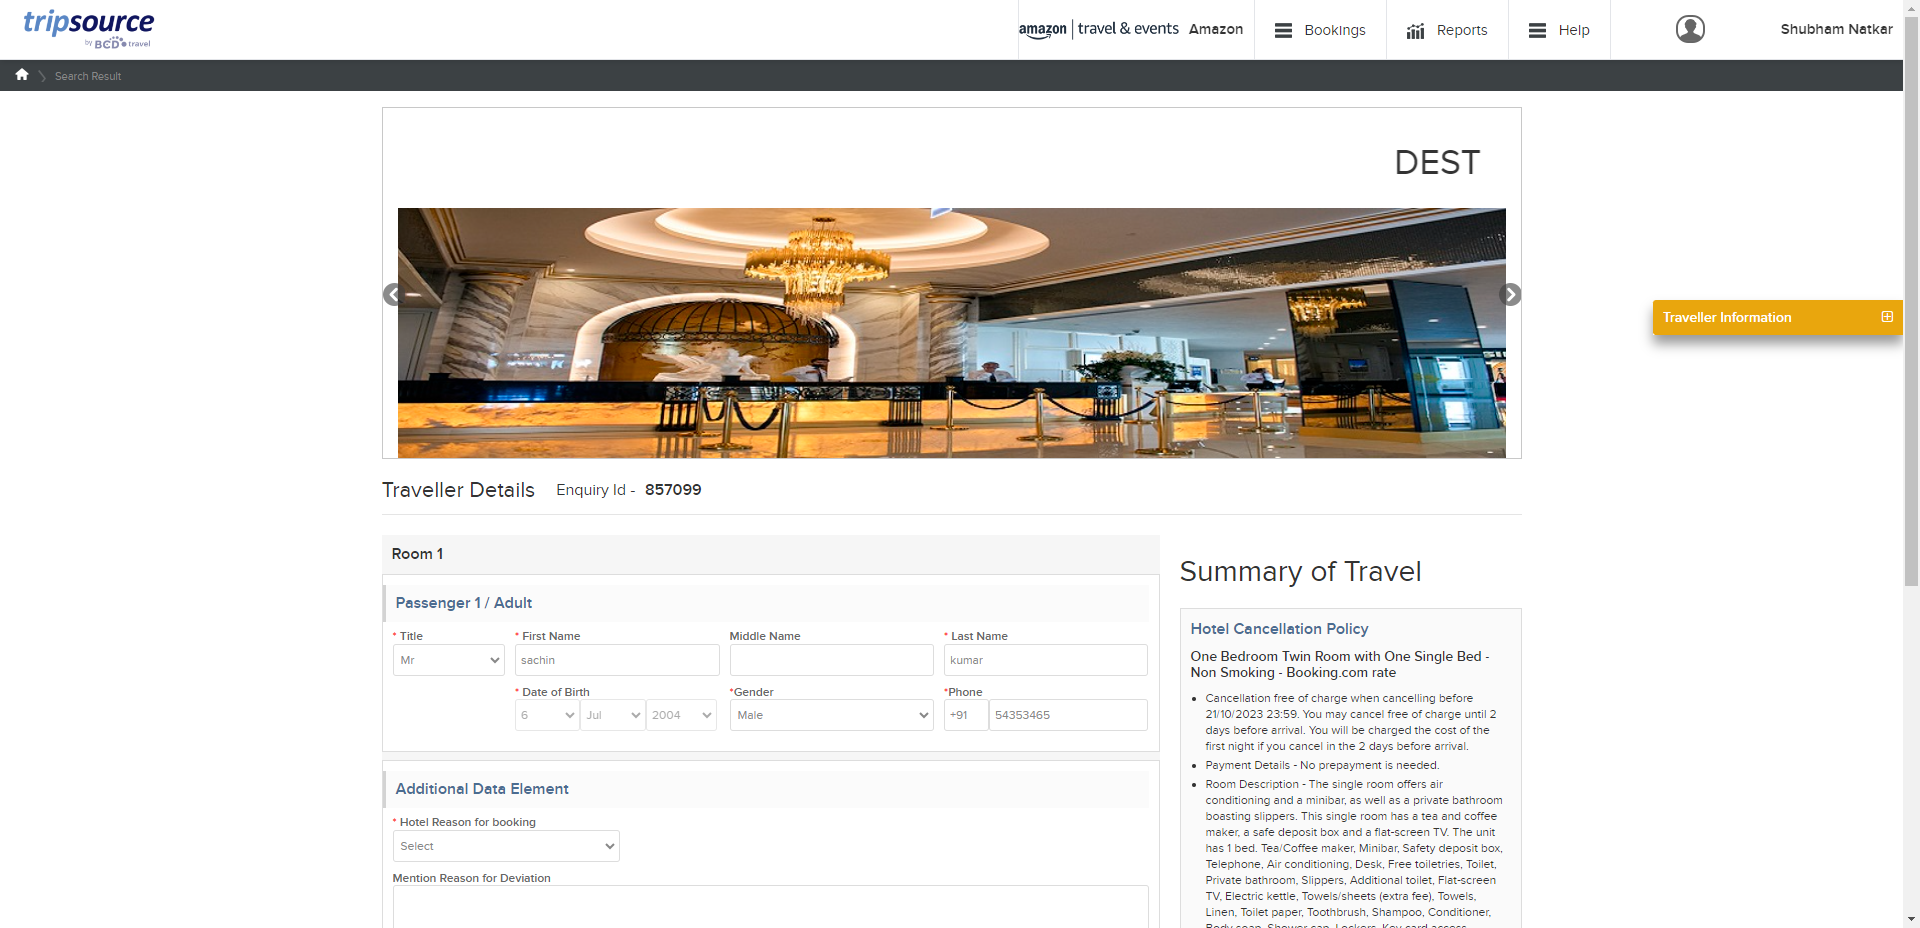 tripsource
by BCD travel
amazon | travel & events Amazon
Bookings
Reports
Help
Shubham Natkar
Search Result
DEST
Traveller Information
Traveller Details Enquiry Id - 857099
Room 1
Passenger 1 / Adult
* Title * First Name Middle Name * Last Name
Mr sachin kumar
* Date of Birth *Gender *Phone
6 Jul 2004 Male +91 54353465
Additional Data Element
* Hotel Reason for booking
Select
Mention Reason for Deviation
Summary of Travel
Hotel Cancellation Policy
One Bedroom Twin Room with One Single Bed -
Non Smoking - Booking.com rate
• Cancellation free of charge when cancelling before
21/10/2023 23:59. You may cancel free of charge until 2
days before arrival. You will be charged the cost of the
first night if you cancel in the 2 days before arrival.
• Payment Details - No prepayment is needed.
• Room Description - The single room offers air
conditioning and a minibar, as well as a private bathroom
boasting slippers. This single room has a tea and coffee
maker, a safe deposit box and a flat-screen TV. The unit
has 1 bed. Tea/Coffee maker, Minibar, Safety deposit box,
Telephone, Air conditioning, Desk, Free toiletries, Toilet,
Private bathroom, Slippers, Additional toilet, Flat-screen
TV, Electric kettle, Towels/sheets (extra fee), Towels,
Linen, Toilet paper, Toothbrush, Shampoo, Conditioner,
Body soap, Shower cap, Lockers, Key card access,